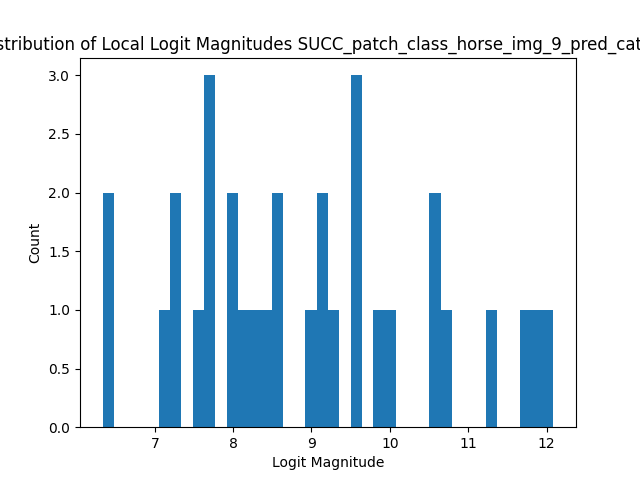 stribution of Local Logit Magnitudes SUCC_patch_class_horse_img_9_pred_cat
3.0
2.5
2.0
1.5
1.0
0.5
0.0
Count
7 8 9 10 11 12
Logit Magnitude